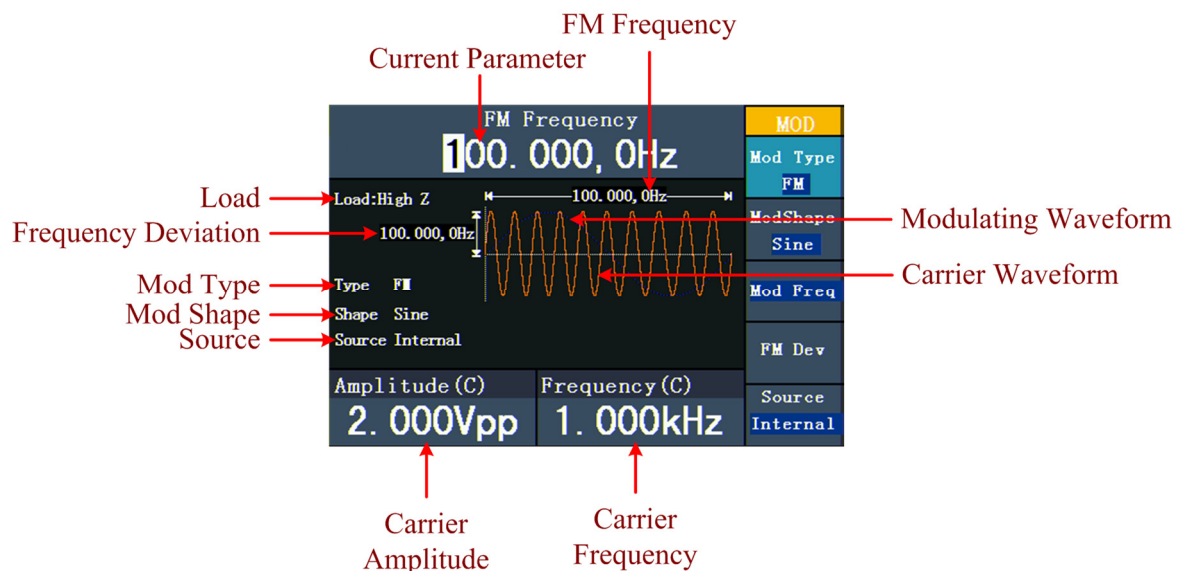 FM Frequency
Current Parameter
FM Frequency
100.000,0Hz
MOD
Mod Type
FM
ModShape
Sine
Mod Freq
FM Dev
Source
Internal
Load
Load:High Z
100.000,0Hz
Frequency Deviation
100.000,0Hz
Modulating Waveform
Carrier Waveform
Mod Type
Type FM
Mod Shape
Shape Sine
Source
Source Internal
Amplitude(C)
2.000Vpp
Frequency(C)
1.000kHz
Carrier
Amplitude
Carrier
Frequency